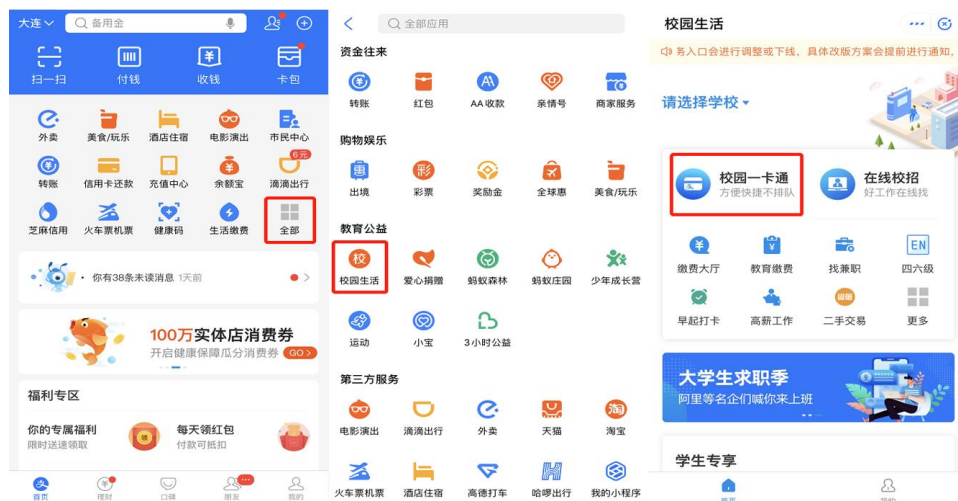 大连
备用金
扫一扫
付钱
收钱
卡包
外卖
美食/玩乐
酒店住宿
电影演出
市民中心
6元
转账
信用卡还款
充值中心
余额宝
滴滴出行
芝麻信用
火车票机票
健康码
生活缴费
全部
· 你有38条未读消息 1天前
100万实体店消费券
开启健康保障瓜分消费券 GO>
福利专区
你的专属福利
限时送速领取
领
每天领红包
付款可抵扣
首页
理财
口碑
朋友
我的
全部应用
资金往来
转账
红包
AA收款
亲情号
商家服务
购物娱乐
彩
出境
彩票
奖励金
全球惠
美食/玩乐
教育公益
校
校园生活
爱心捐赠
蚂蚁森林
蚂蚁庄园
少年成长营
运动
小宝
3小时公益
第三方服务
淘
电影演出
滴滴出行
外卖
天猫
淘宝
火车票机票
酒店住宿
高德打车
哈啰出行
我的小程序
校园生活
务入口会进行调整或下线，具体改版方案会提前进行通知，
请选择学校
校园一卡通
方便快捷不排队
在线校招
好工作在线找
EN
缴费大厅
教育缴费
找兼职
四六级
早起打卡
高薪工作
二手交易
更多
大学生求职季
阿里等名企们喊你来上班
学生专享
首页
我的